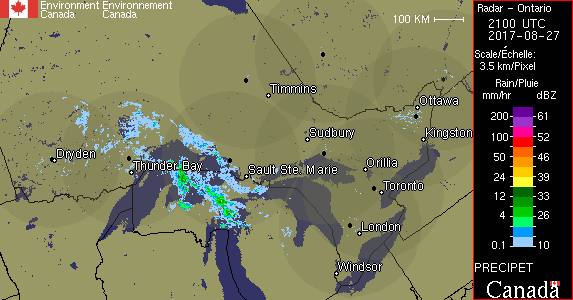 Environment Environnement
Canada Canada
100 KM
Timmins
Ottawa
Sudbury
Kingston
Dryden
Thunder Bay
Sault Ste. Marie
Orillia
Toronto
London
Windsor
Radar - Ontario
2100 UTC
2017-08-27
Scale/Échelle:
3.5 km/Pixel
Rain/Pluie
mm/hr dBZ
200 61
100 52
50 46
24 39
12 33
4 26
0.1 10
PRECIPET
Canada